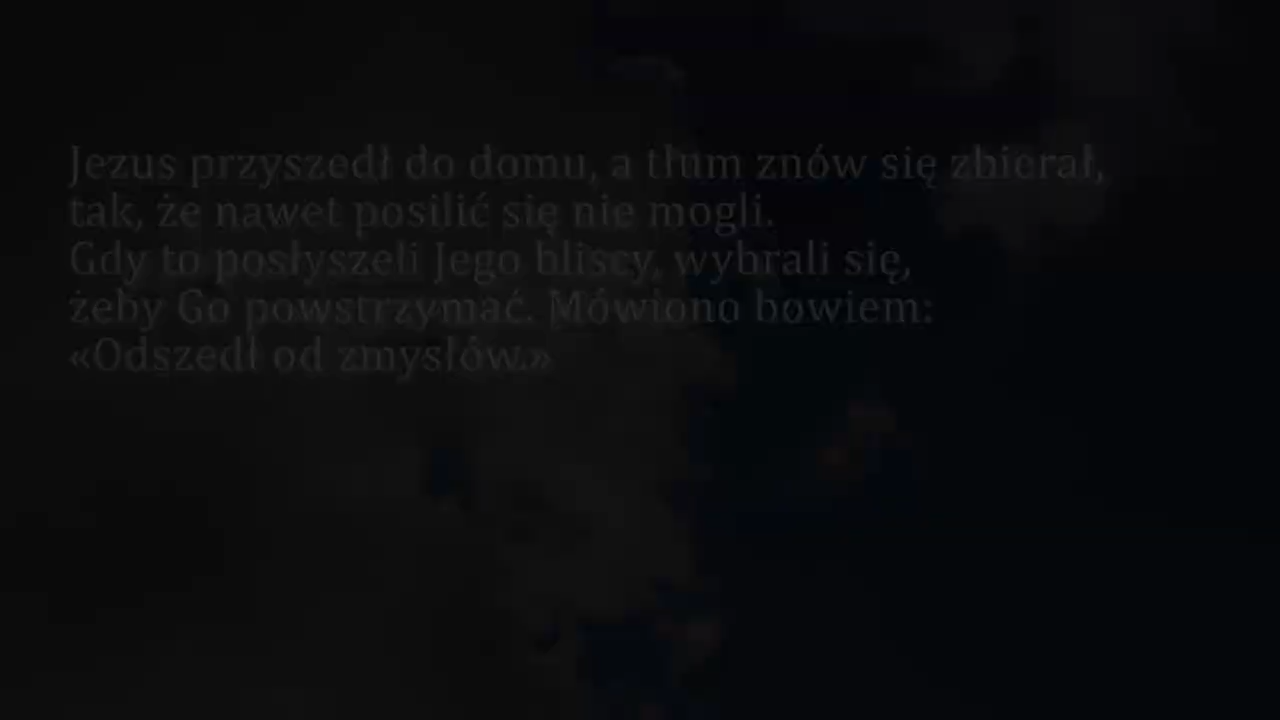 Jezus przyszedł do domu, a tłum znów się zbierał,
tak, że nawet posilić się nie mogli.
Gdy to posłyszeli Jego bliscy, wybrali się,
żeby Go powstrzymać. Mówiono bowiem:
«Odszedł od zmysłów.»